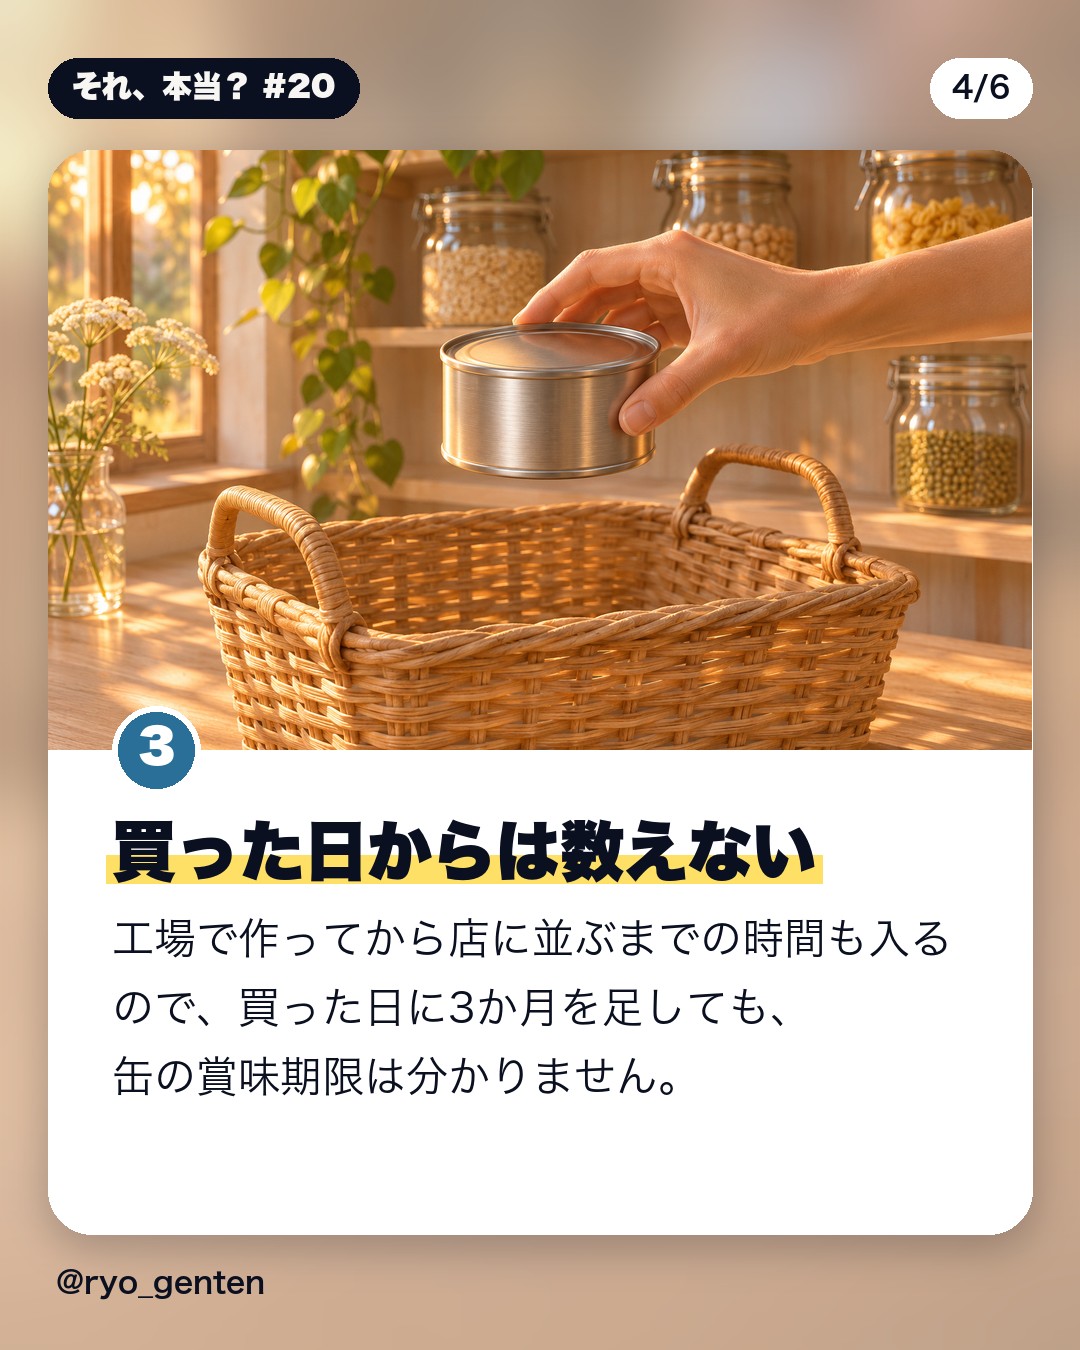 それ、本当？ #20
4/6
3
買った日からは数えない
工場で作ってから店に並ぶまでの時間も入る
ので、買った日に3か月を足しても、
缶の賞味期限は分かりません。
@ryo_genten